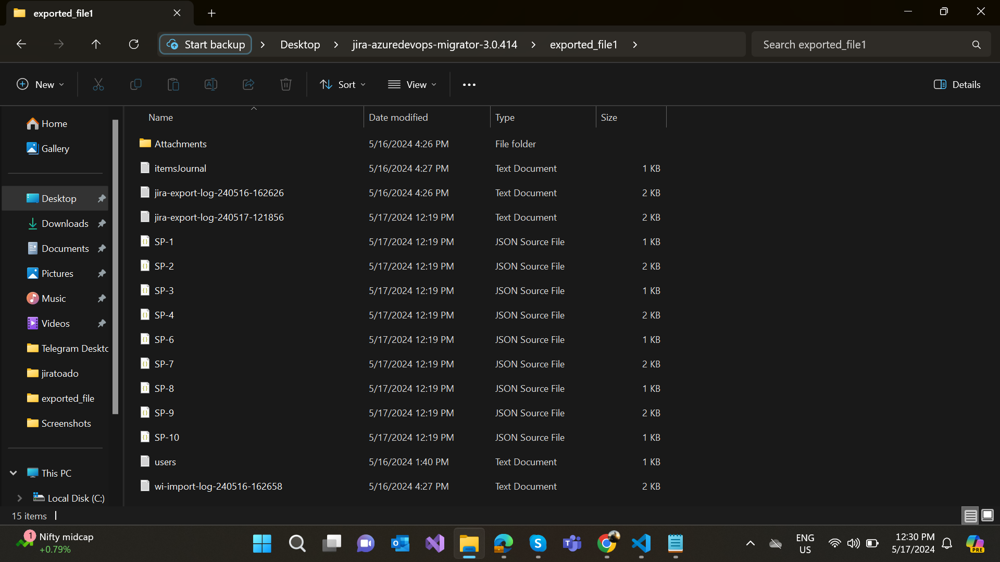 exported_file1
Start backup > Desktop > jira-azuredevops-migrator-3.0.414 > exported_file1 >
Search exported_file1
New
Sort
View
Details
Name Date modified Type Size
Home
Gallery
Desktop
Downloads
Documents
Pictures
Music
Videos
Telegram Deskto
jiratoado
exported_file
Screenshots
This PC
Local Disk (C:)
Attachments 5/16/2024 4:26 PM File folder
itemsJournal 5/16/2024 4:27 PM Text Document 1 KB
jira-export-log-240516-162626 5/16/2024 4:26 PM Text Document 2 KB
jira-export-log-240517-121856 5/17/2024 12:19 PM Text Document 2 KB
SP-1 5/17/2024 12:19 PM JSON Source File 1 KB
SP-2 5/17/2024 12:19 PM JSON Source File 2 KB
SP-3 5/17/2024 12:19 PM JSON Source File 1 KB
SP-4 5/17/2024 12:19 PM JSON Source File 2 KB
SP-6 5/17/2024 12:19 PM JSON Source File 1 KB
SP-7 5/17/2024 12:19 PM JSON Source File 2 KB
SP-8 5/17/2024 12:19 PM JSON Source File 1 KB
SP-9 5/17/2024 12:19 PM JSON Source File 2 KB
SP-10 5/17/2024 12:19 PM JSON Source File 1 KB
users 5/16/2024 1:40 PM Text Document 1 KB
wi-import-log-240516-162658 5/16/2024 4:27 PM Text Document 2 KB
15 items
1
Nifty midcap
+0.79%
ENG
US
12:30 PM
5/17/2024
PRE